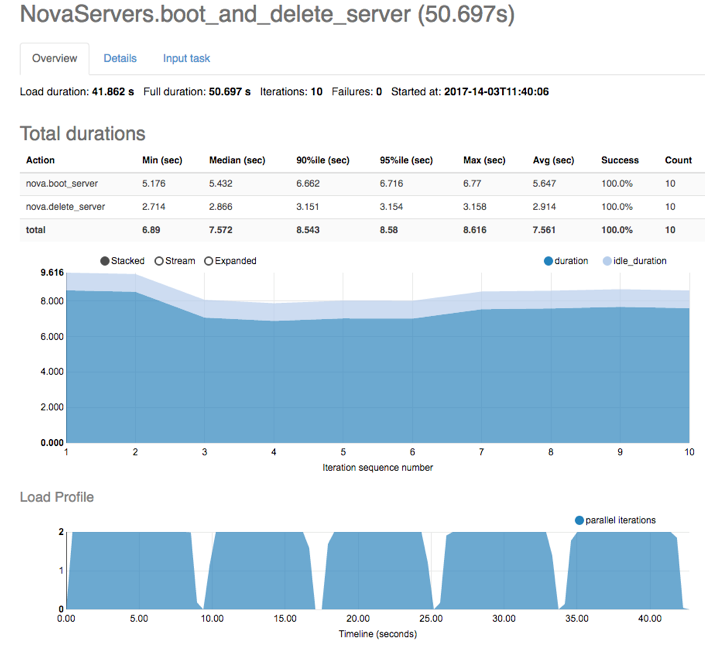 NovaServers.boot_and_delete_server (50.697s)
Overview Details Input task
Load duration: 41.862 s Full duration: 50.697 s Iterations: 10 Failures: 0 Started at: 2017-14-03T11:40:06
Total durations
Action Min (sec) Median (sec) 90%ile (sec) 95%ile (sec) Max (sec) Avg (sec) Success Count
nova.boot_server 5.176 5.432 6.662 6.716 6.77 5.647 100.0% 10
nova.delete_server 2.714 2.866 3.151 3.154 3.158 2.914 100.0% 10
total 6.89 7.572 8.543 8.58 8.616 7.561 100.0% 10
Stacked Stream Expanded duration idle_duration
9.616
8.000
6.000
4.000
2.000
0.000
1 2 3 4 5 6 7 8 9 10
Iteration sequence number
Load Profile
parallel iterations
2
1
0
0.00 5.00 10.00 15.00 20.00 25.00 30.00 35.00 40.00
Timeline (seconds)